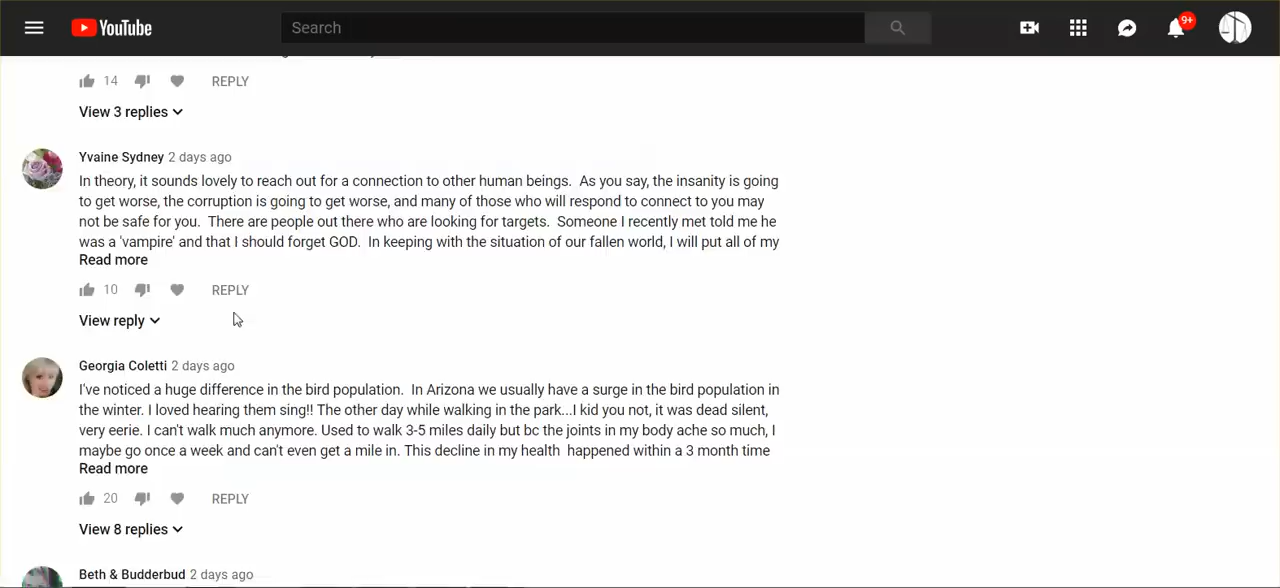 YouTube
Search
9+
14
REPLY
View 3 replies
Yvaine Sydney 2 days ago
In theory, it sounds lovely to reach out for a connection to other human beings.  As you say, the insanity is going
to get worse, the corruption is going to get worse, and many of those who will respond to connect to you may
not be safe for you.  There are people out there who are looking for targets.  Someone I recently met told me he
was a 'vampire' and that I should forget GOD.  In keeping with the situation of our fallen world, I will put all of my
Read more
10
REPLY
View reply
Georgia Coletti 2 days ago
I've noticed a huge difference in the bird population.  In Arizona we usually have a surge in the bird population in
the winter. I loved hearing them sing!! The other day while walking in the park...I kid you not, it was dead silent,
very eerie. I can't walk much anymore. Used to walk 3-5 miles daily but bc the joints in my body ache so much, I
maybe go once a week and can't even get a mile in. This decline in my health  happened within a 3 month time
Read more
20
REPLY
View 8 replies
Beth & Budderbud 2 days ago